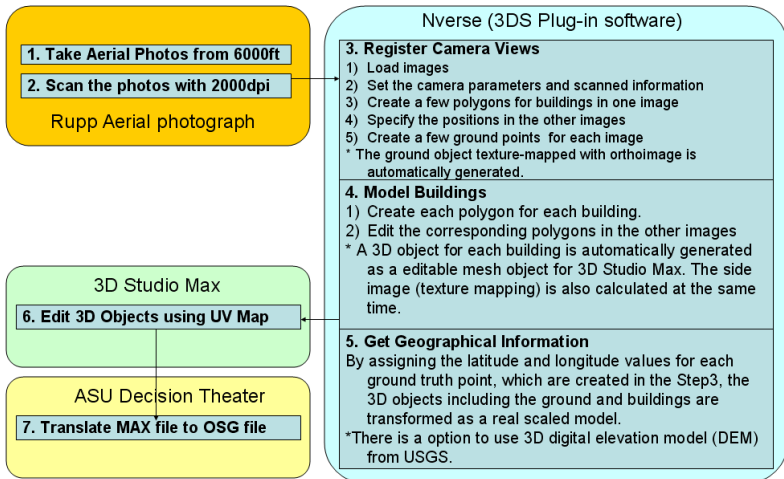 1. Take Aerial Photos from 6000ft
2. Scan the photos with 2000dpi
Rupp Aerial photograph
Nverse (3DS Plug-in software)
3. Register Camera Views
1) Load images
2) Set the camera parameters and scanned information
3) Create a few polygons for buildings in one image
4) Specify the positions in the other images
5) Create a few ground points for each image
* The ground object texture-mapped with orthoimage is
automatically generated.
4. Model Buildings
1) Create each polygon for each building.
2) Edit the corresponding polygons in the other images
* A 3D object for each building is automatically generated
as a editable mesh object for 3D Studio Max. The side
image (texture mapping) is also calculated at the same
time.
5. Get Geographical Information
By assigning the latitude and longitude values for each
ground truth point, which are created in the Step3, the
3D objects including the ground and buildings are
transformed as a real scaled model.
*There is a option to use 3D digital elevation model (DEM)
from USGS.
3D Studio Max
6. Edit 3D Objects using UV Map
ASU Decision Theater
7. Translate MAX file to OSG file